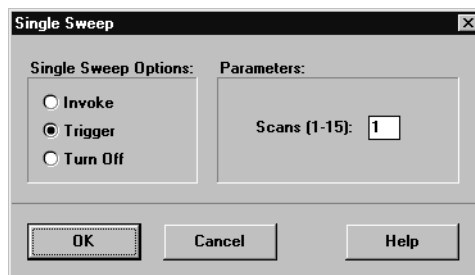 Single Sweep
Single Sweep Options:
Invoke
Trigger
Turn Off
Parameters:
Scans (1-15): 1
OK Cancel Help